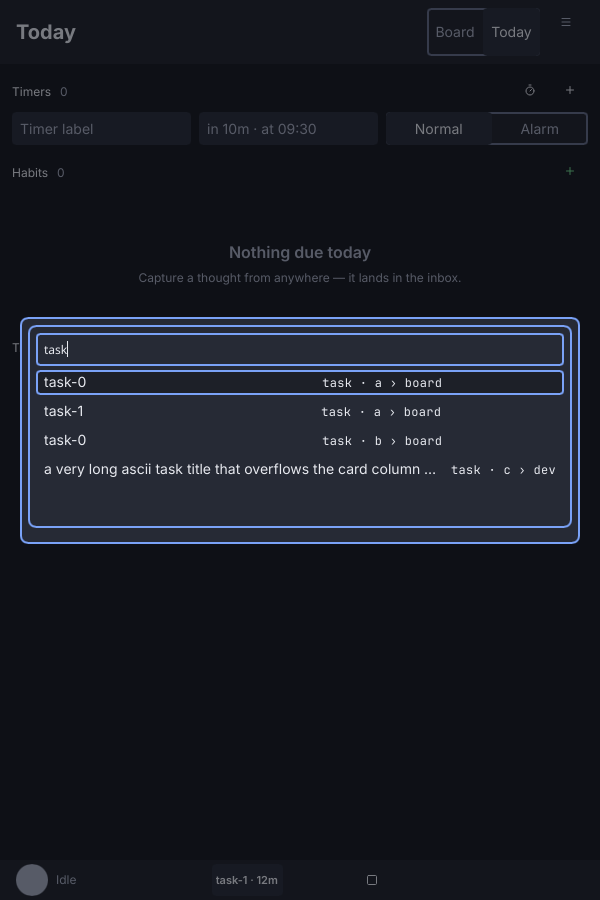 Today
Board Today ☰
Timers 0 +
Timer label in 10m · at 09:30 Normal Alarm
Habits 0 +
Nothing due today
Capture a thought from anywhere — it lands in the inbox.
T
task
task-0 task · a › board
task-1 task · a › board
task-0 task · b › board
a very long ascii task title that overflows the card column ... task · c › dev
Idle task-1 · 12m